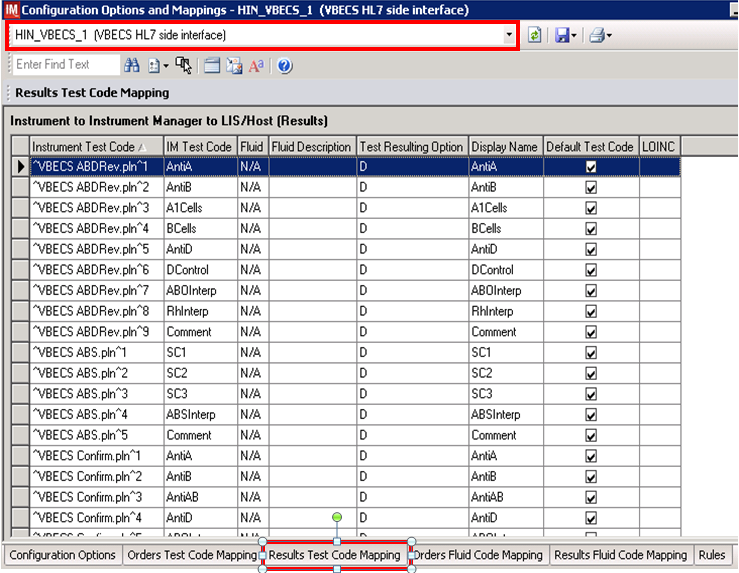 IM Configuration Options and Mappings - HIN_VBECS_1 (VBECS HL7 side interface)
HIN_VBECS_1 (VBECS HL7 side interface)
Enter Find Text
Results Test Code Mapping
Instrument to Instrument Manager to LIS/Host (Results)
Instrument Test Code IM Test Code Fluid Fluid Description Test Resulting Option Display Name Default Test Code LOINC
^VBECS ABDRev.pln^1 AntiA N/A D AntiA
^VBECS ABDRev.pln^2 AntiB N/A D AntiB
^VBECS ABDRev.pln^3 A1Cells N/A D A1Cells
^VBECS ABDRev.pln^4 BCells N/A D BCells
^VBECS ABDRev.pln^5 AntiD N/A D AntiD
^VBECS ABDRev.pln^6 DControl N/A D DControl
^VBECS ABDRev.pln^7 ABOInterp N/A D ABOInterp
^VBECS ABDRev.pln^8 RhInterp N/A D RhInterp
^VBECS ABDRev.pln^9 Comment N/A D Comment
^VBECS ABS.pln^1 SC1 N/A D SC1
^VBECS ABS.pln^2 SC2 N/A D SC2
^VBECS ABS.pln^3 SC3 N/A D SC3
^VBECS ABS.pln^4 ABSInterp N/A D ABSInterp
^VBECS ABS.pln^5 Comment N/A D Comment
^VBECS Confirm.pln^1 AntiA N/A D AntiA
^VBECS Confirm.pln^2 AntiB N/A D AntiB
^VBECS Confirm.pln^3 AntiAB N/A D AntiAB
^VBECS Confirm.pln^4 AntiD N/A D AntiD
Configuration Options Orders Test Code Mapping Results Test Code Mapping Orders Fluid Code Mapping Results Fluid Code Mapping Rules